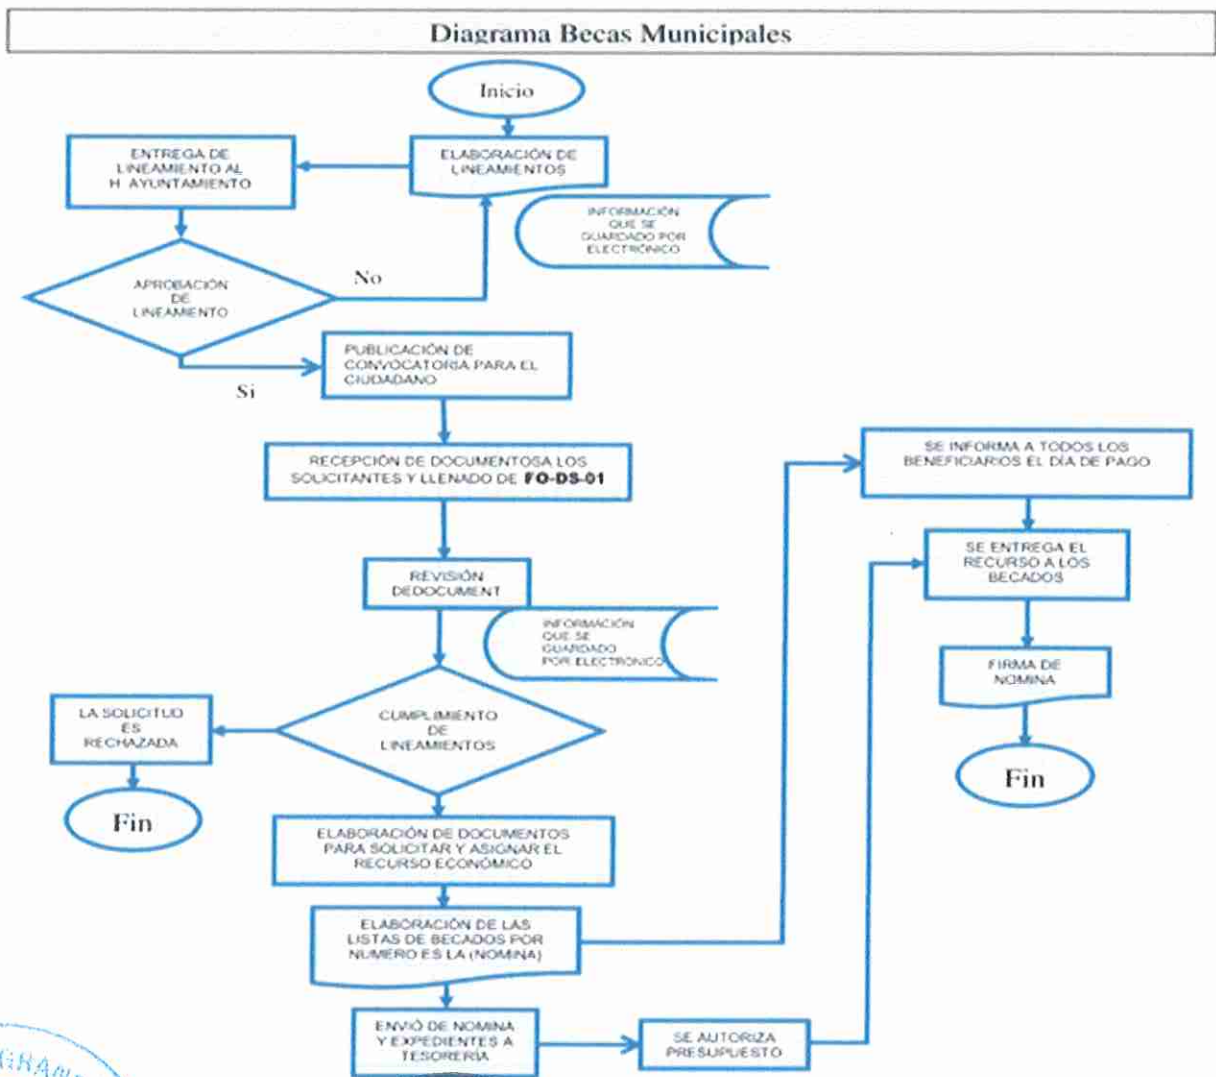 Diagrama Becas Municipales
Inicio
ELABORACIÓN DE
LINEAMIENTOS
ENTREGA DE
LINEAMIENTO AL
H. AYUNTAMIENTO
INFORMACIÓN
QUE SE
GUARDADO POR
ELECTRÓNICO
APROBACIÓN
DE
LINEAMIENTO
No
Si
PUBLICACIÓN DE
CONVOCATORIA PARA EL
CIUDADANO
RECEPCIÓN DE DOCUMENTOSA LOS
SOLICITANTES Y LLENADO DE FO-DS-01
REVISIÓN
DEDOCUMENT
INFORMACIÓN
QUE SE
GUARDADO
POR ELECTRÓNICO
CUMPLIMIENTO
DE
LINEAMIENTOS
LA SOLICITUD
ES
RECHAZADA
Fin
ELABORACIÓN DE DOCUMENTOS
PARA SOLICITAR Y ASIGNAR EL
RECURSO ECONÓMICO
ELABORACIÓN DE LAS
LISTAS DE BECADOS POR
NUMERO ES LA (NOMINA)
ENVIÓ DE NOMINA
Y EXPEDIENTES A
TESORERÍA
SE AUTORIZA
PRESUPUESTO
SE INFORMA A TODOS LOS
BENEFICIARIOS EL DÍA DE PAGO
SE ENTREGA EL
RECURSO A LOS
BECADOS
FIRMA DE
NOMINA
Fin